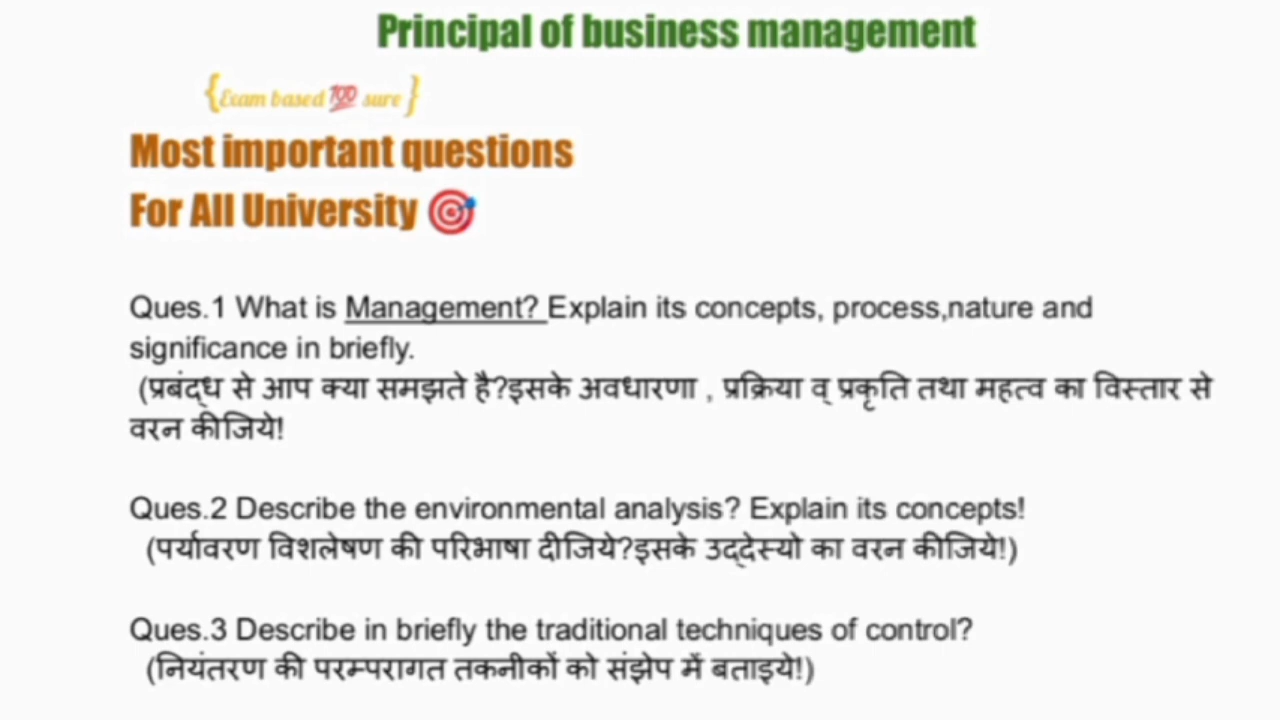 Principal of business management
{Exam based 💯 sure}
Most important questions
For All University 🎯
Ques.1 What is Management? Explain its concepts, process,nature and
significance in briefly.
(प्रबंद्ध से आप क्या समझते है?इसके अवधारणा , प्रक्रिया व् प्रकृति तथा महत्व का विस्तार से
वरन कीजिये!
Ques.2 Describe the environmental analysis? Explain its concepts!
(पर्यावरण विशलेषण की परिभाषा दीजिये?इसके उद्देस्यो का वरन कीजिये!)
Ques.3 Describe in briefly the traditional techniques of control?
(नियंतरण की परम्परागत तकनीकों को संझेप में बताइये!)